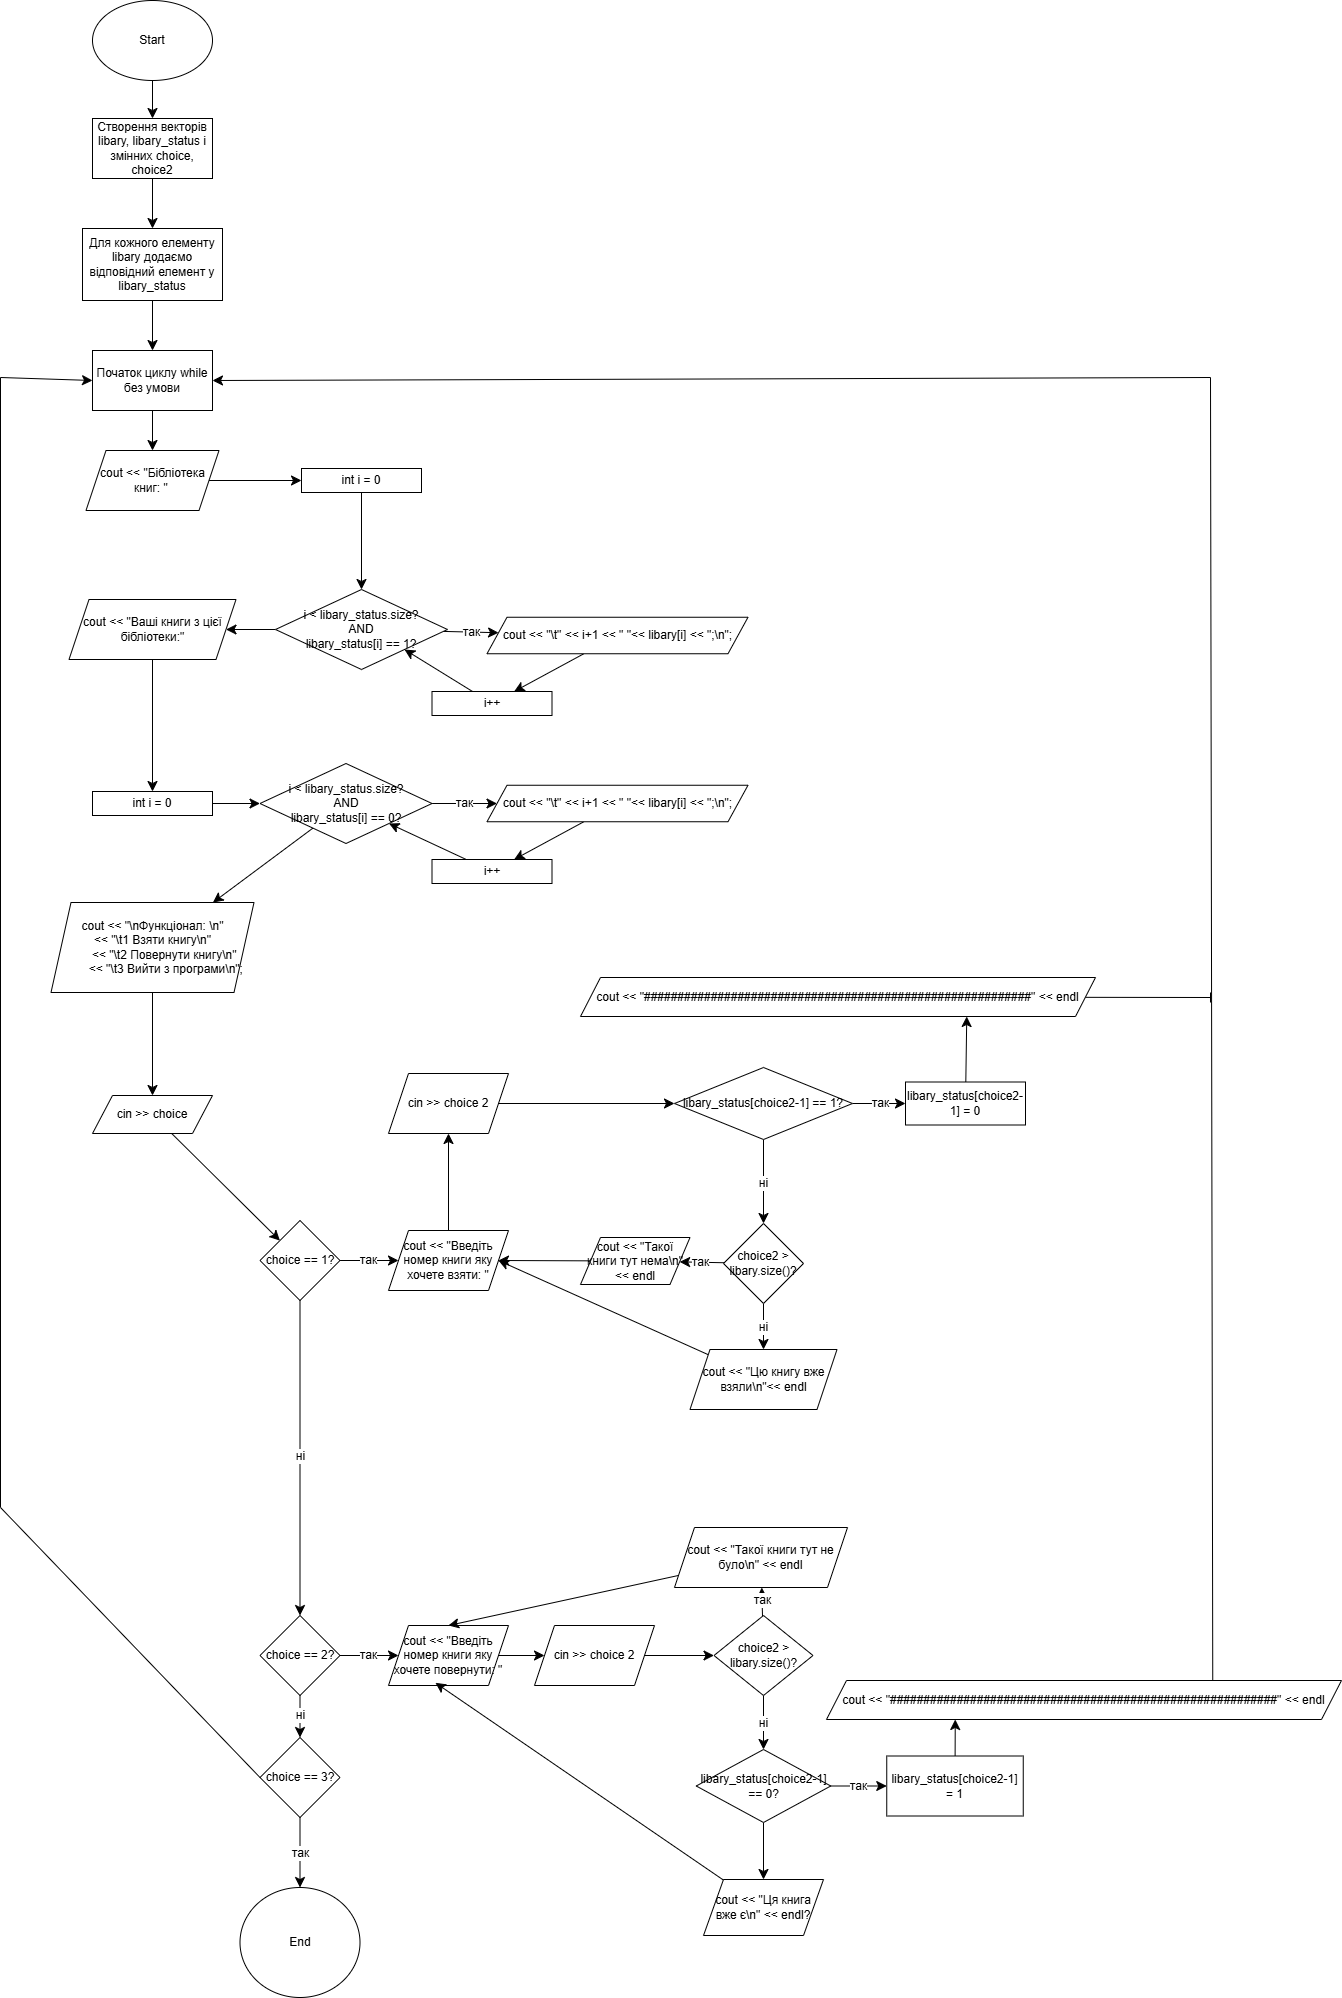 Start
Створення векторів
libary, libary_status і
змінних choice,
choice2
Для кожного елементу
libary додаємо
відповідний елемент у
libary_status
Початок циклу while
без умови
cout << "Бібліотека
книг: "
int i = 0
cout << "Ваші книги з цієї
бібліотеки:"
i < libary_status.size?
AND
libary_status[i] == 1?
так
cout << "\t" << i+1 << " "<< libary[i] << ";\n";
i++
int i = 0
i < libary_status.size?
AND
libary_status[i] == 0?
так
cout << "\t" << i+1 << " "<< libary[i] << ";\n";
i++
cout << "\nФункціонал: \n"
<< "\t1 Взяти книгу\n"
<< "\t2 Повернути книгу\n"
<< "\t3 Вийти з програми\n";
cout << "##########################################################" << endl
cin >> choice
cin >> choice 2
libary_status[choice2-1] == 1?
так
libary_status[choice2-
1] = 0
ні
choice == 1?
так
cout << "Введіть
номер книги яку
хочете взяти: "
cout << "Такої
книги тут нема\n"
<< endl
так
choice2 >
libary.size()?
ні
cout << "Цю книгу вже
взяли\n"<< endl
ні
cout << "Такої книги тут не
було\n" << endl
так
choice == 2?
так
cout << "Введіть
номер книги яку
хочете повернути: "
cin >> choice 2
choice2 >
libary.size()?
ні
cout << "##########################################################" << endl
ні
choice == 3?
libary_status[choice2-1]
== 0?
так
libary_status[choice2-1]
= 1
так
cout << "Ця книга
вже є\n" << endl?
End